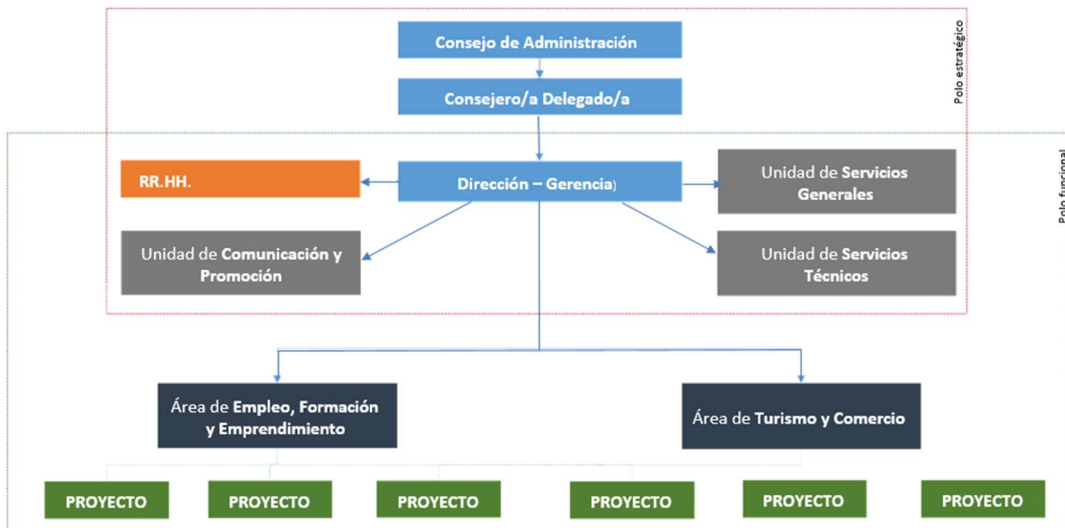 Consejo de Administración
Polo estratégico
Consejero/a Delegado/a
RR.HH.
Dirección – Gerencia)
Unidad de Servicios
Generales
Polo funcional
Unidad de Comunicación y
Promoción
Unidad de Servicios
Técnicos
Área de Empleo, Formación
y Emprendimiento
Área de Turismo y Comercio
PROYECTO
PROYECTO
PROYECTO
PROYECTO
PROYECTO
PROYECTO